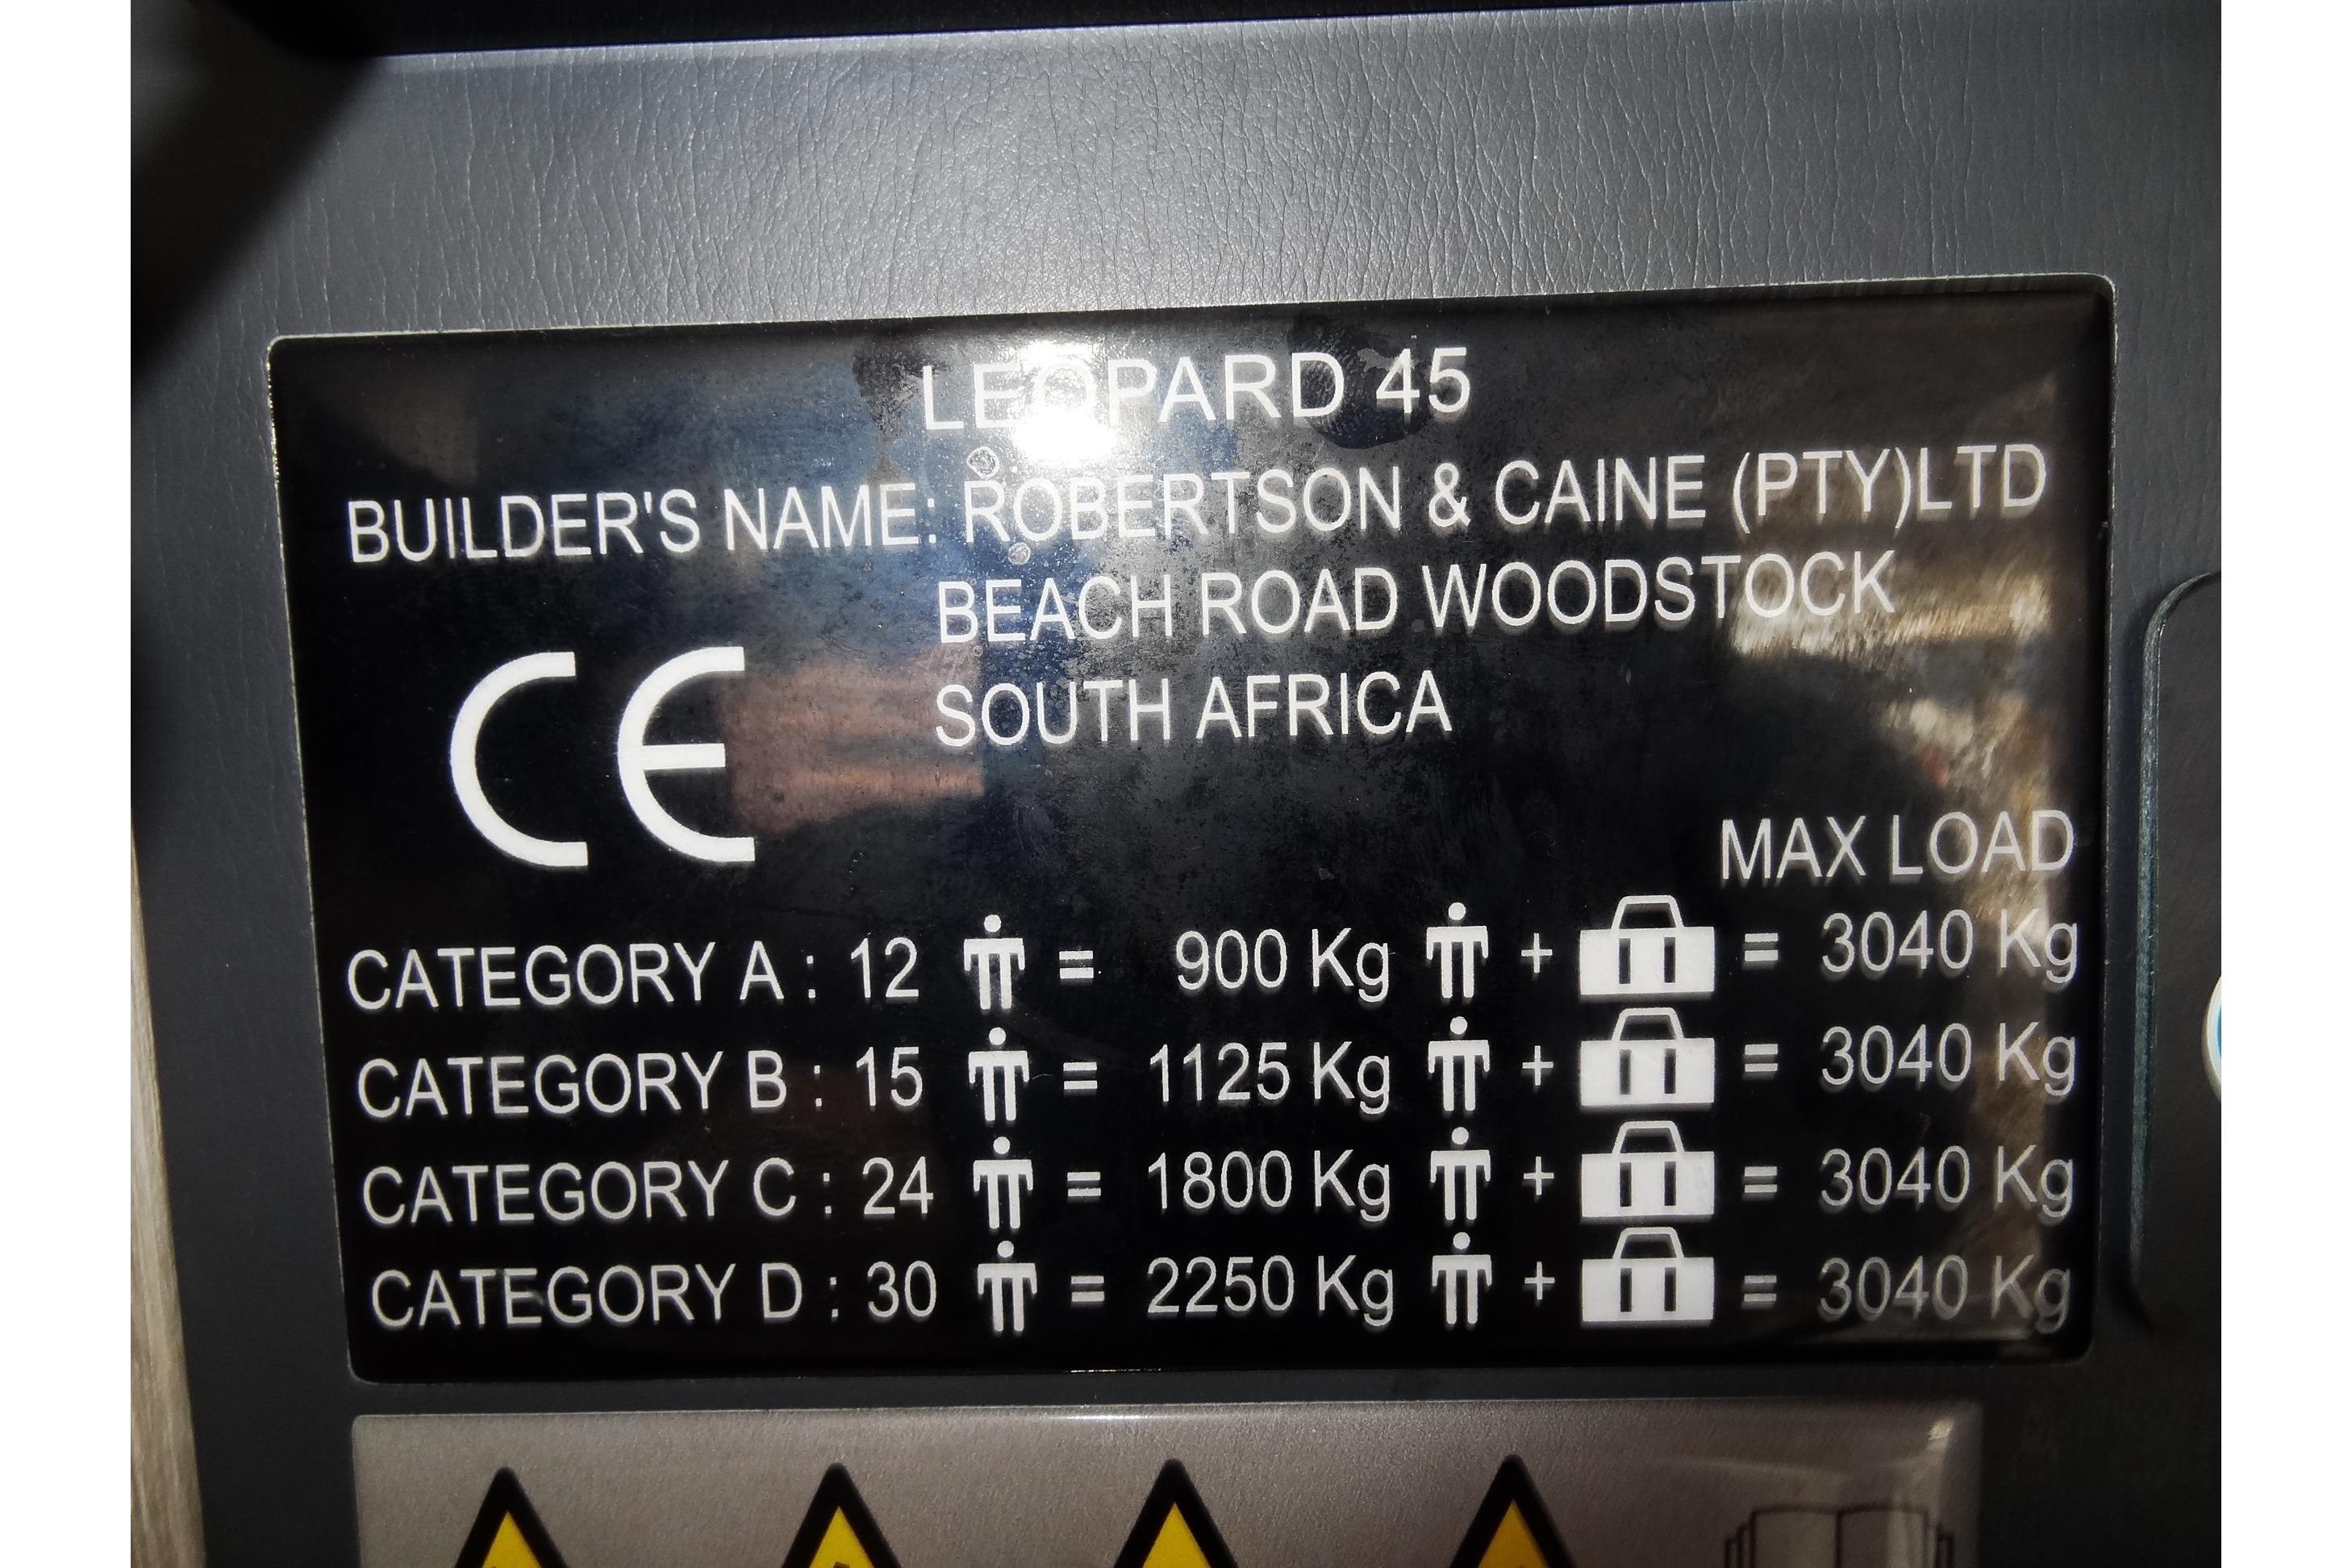 LEOPARD 45
BUILDER'S NAME: ROBERTSON & CAINE (PTY)LTD
BEACH ROAD WOODSTOCK
SOUTH AFRICA
CE
MAX LOAD
CATEGORY A : 12 = 900 Kg + = 3040 Kg
CATEGORY B : 15 = 1125 Kg + = 3040 Kg
CATEGORY C : 24 = 1800 Kg + = 3040 Kg
CATEGORY D : 30 = 2250 Kg + = 3040 Kg